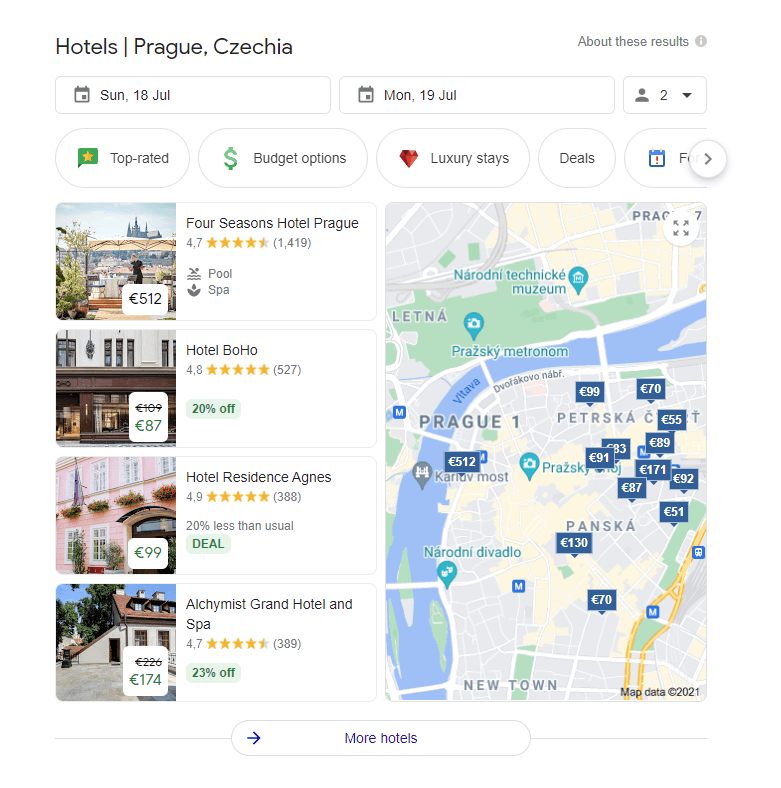 Hotels | Prague, Czechia
About these results
Sun, 18 Jul
Mon, 19 Jul
2
Top-rated
Budget options
Luxury stays
Deals
Four Seasons Hotel Prague
4,7 (1,419)
Pool
Spa
€512
Hotel BoHo
4,8 (527)
20% off
€109
€87
Hotel Residence Agnes
4,9 (388)
20% less than usual
DEAL
€99
Alchymist Grand Hotel and
Spa
4,7 (389)
23% off
€226
€174
Národní technické
muzeum
LETNÁ
Pražský metronom
Vltava
Dvořákovo nábř.
M
PRAGUE 1
€99
€70
PETRSKÁ
€55
€89
€83
€91
€512
€171
€92
Karlův most
€87
€51
PANSKÁ
€130
Národní divadlo
M
€70
M
NEW TOWN
Map data ©2021
More hotels